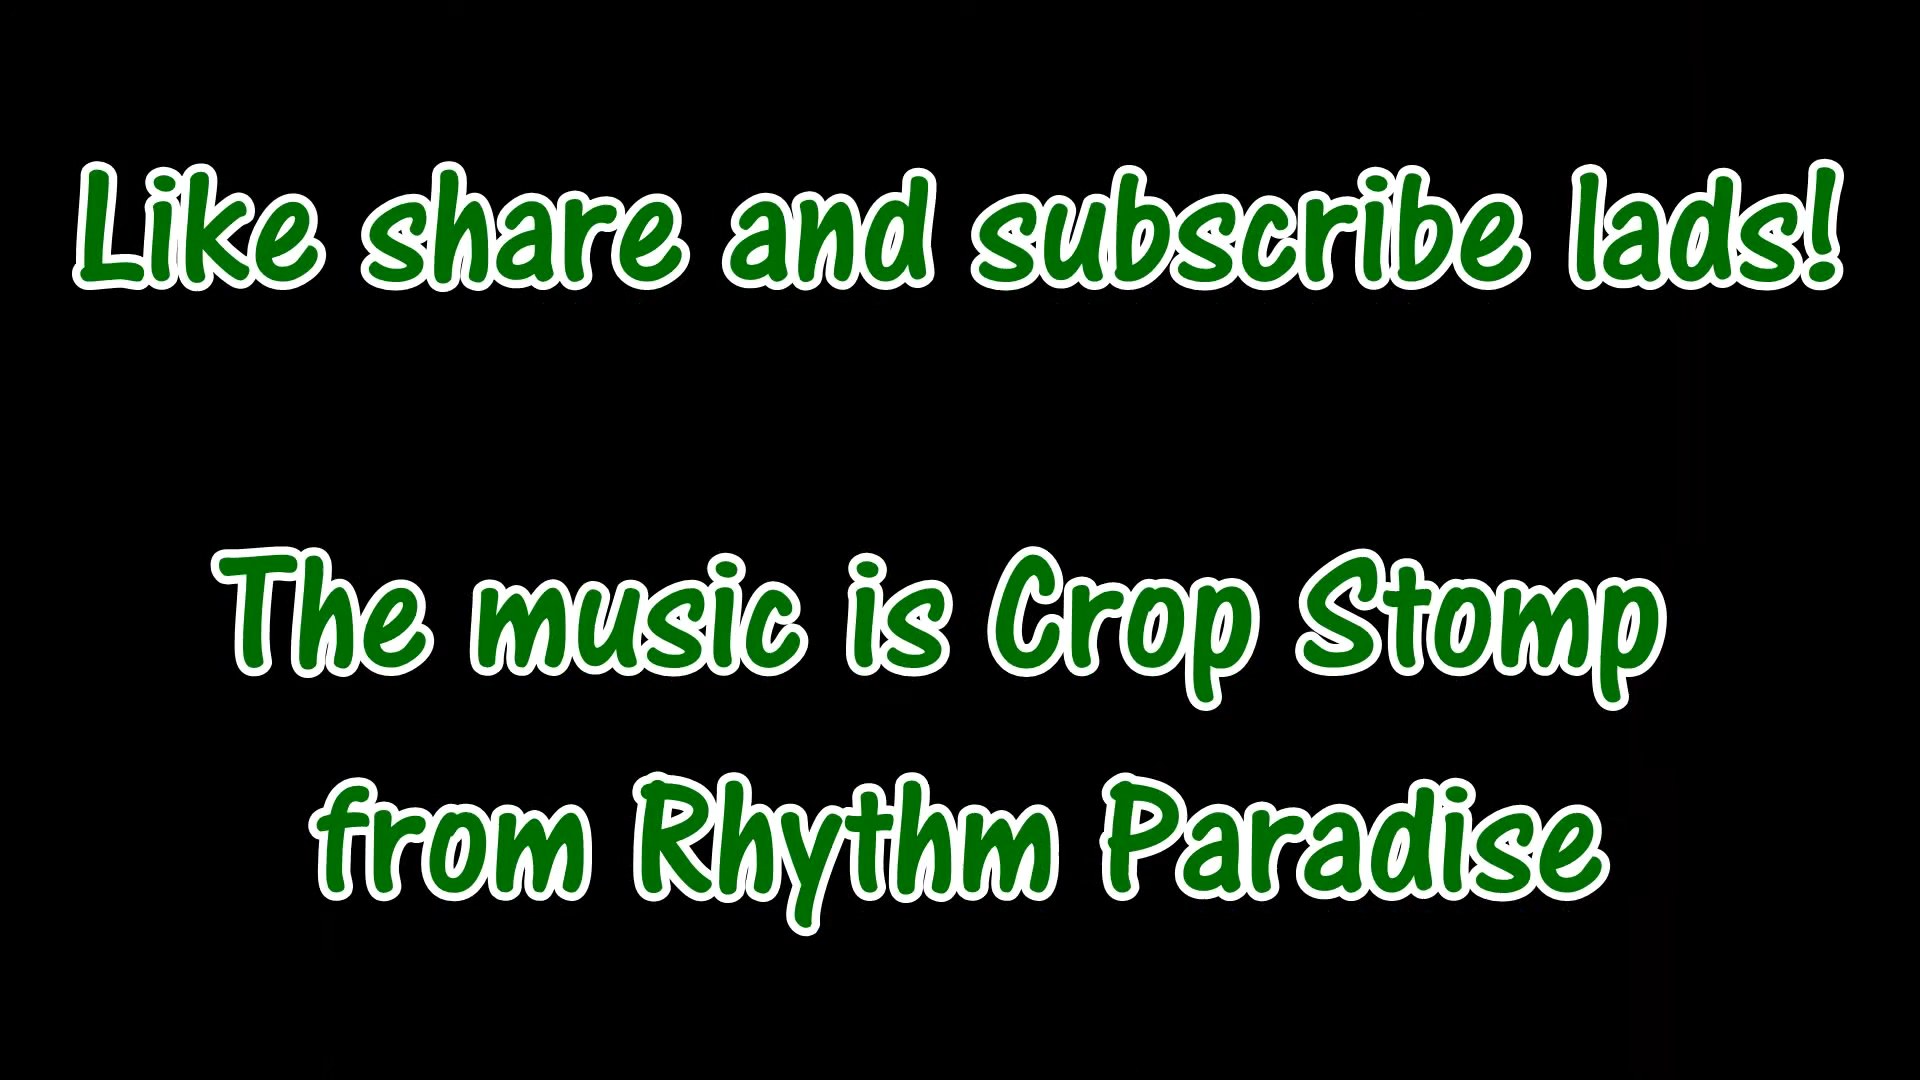 Like share and subscribe lads!
The music is Crop Stomp
from Rhythm Paradise